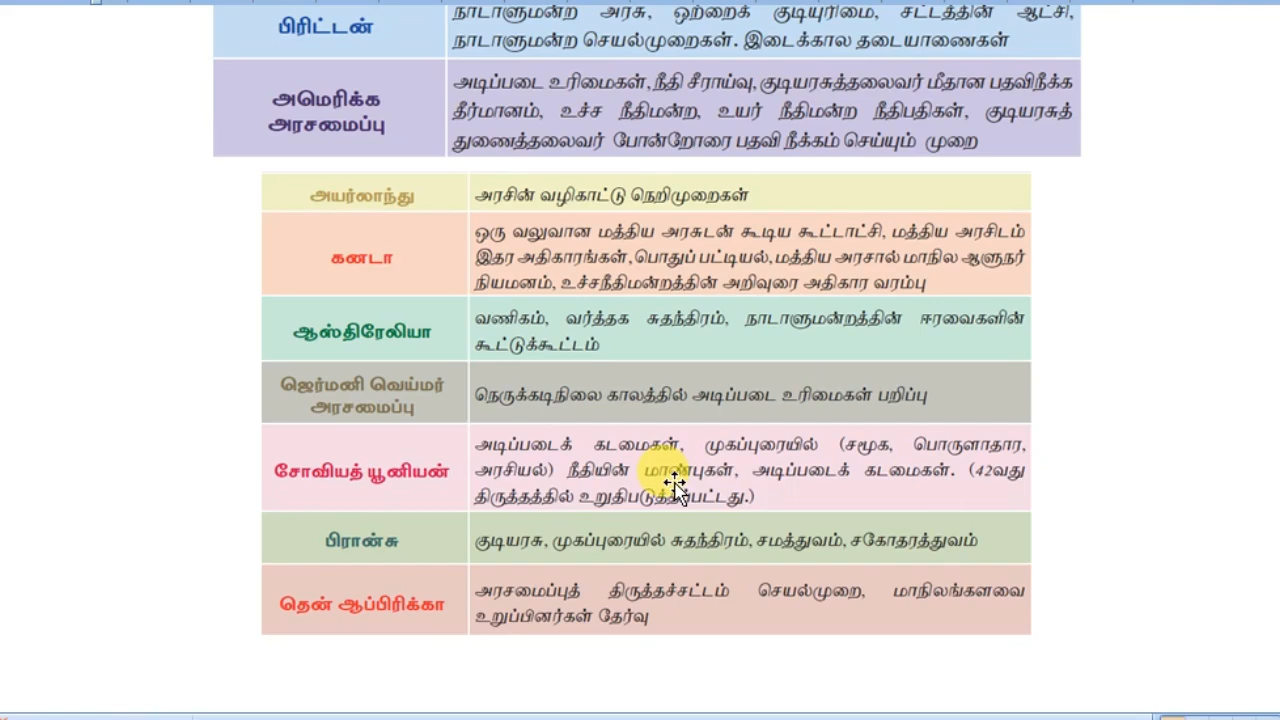 பிரிட்டன்
நாடாளுமன்ற அரசு, ஒற்றைக் குடியுரிமை, சட்டத்தின் ஆட்சி,
நாடாளுமன்ற செயல்முறைகள். இடைக்கால தடையாணைகள்
அமெரிக்க
அரசமைப்பு
அடிப்படை உரிமைகள், நீதி சீராய்வு, குடியரசுத்தலைவர் மீதான பதவிநீக்க
தீர்மானம், உச்ச நீதிமன்ற, உயர் நீதிமன்ற நீதிபதிகள், குடியரசுத்
துணைத்தலைவர் போன்றோரை பதவி நீக்கம் செய்யும் முறை
அயர்லாந்து
அரசின் வழிகாட்டு நெறிமுறைகள்
கனடா
ஒரு வலுவான மத்திய அரசுடன் கூடிய கூட்டாட்சி, மத்திய அரசிடம்
இதர அதிகாரங்கள், பொதுப் பட்டியல், மத்திய அரசால் மாநில ஆளுநர்
நியமனம், உச்சநீதிமன்றத்தின் அறிவுரை அதிகார வரம்பு
ஆஸ்திரேலியா
வணிகம், வர்த்தக சுதந்திரம், நாடாளுமன்றத்தின் ஈரவைகளின்
கூட்டுக்கூட்டம்
ஜெர்மனி வெய்மர்
அரசமைப்பு
நெருக்கடிநிலை காலத்தில் அடிப்படை உரிமைகள் பறிப்பு
சோவியத் யூனியன்
அடிப்படைக் கடமைகள், முகப்புரையில் (சமூக, பொருளாதார,
அரசியல்) நீதியின் மாண்புகள், அடிப்படைக் கடமைகள். (42வது
திருத்தத்தில் உறுதிபடுத்தப்பட்டது.)
பிரான்சு
குடியரசு, முகப்புரையில் சுதந்திரம், சமத்துவம், சகோதரத்துவம்
தென் ஆப்பிரிக்கா
அரசமைப்புத் திருத்தச்சட்டம் செயல்முறை, மாநிலங்களவை
உறுப்பினர்கள் தேர்வு